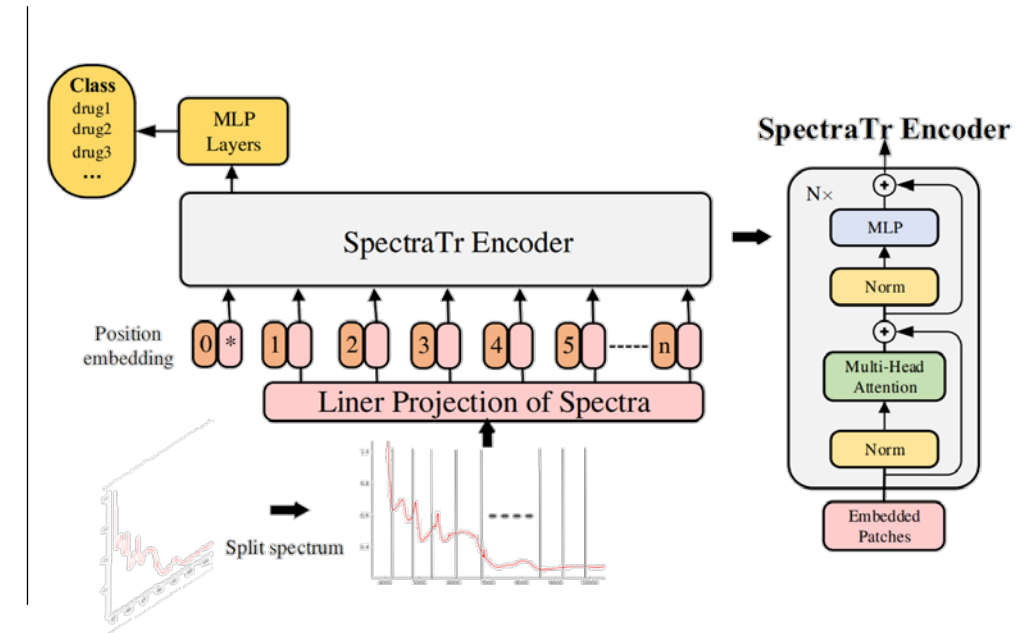 Class
drug1
drug2
drug3
...
MLP
Layers
SpectraTr Encoder
Position
embedding
0 * 1 2 3 4 5 n
Liner Projection of Spectra
Split spectrum
SpectraTr Encoder
N×
MLP
Norm
Multi-Head
Attention
Norm
Embedded
Patches